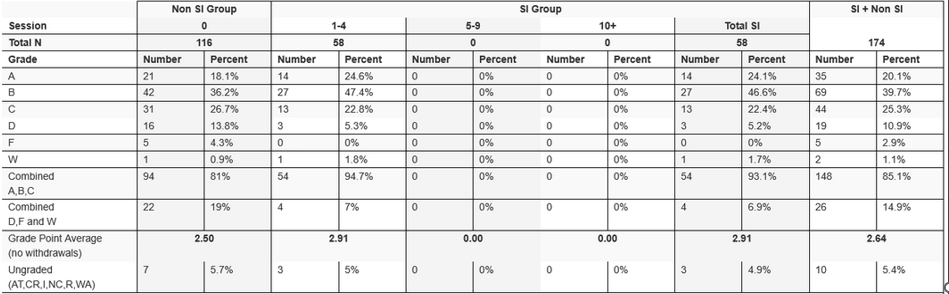 Non SI Group SI Group SI + Non SI
Session 0 1-4 5-9 10+ Total SI
Total N 116 58 0 0 58 174
Grade Number Percent Number Percent Number Percent Number Percent Number Percent Number Percent
A 21 18.1% 14 24.6% 0 0% 0 0% 14 24.1% 35 20.1%
B 42 36.2% 27 47.4% 0 0% 0 0% 27 46.6% 69 39.7%
C 31 26.7% 13 22.8% 0 0% 0 0% 13 22.4% 44 25.3%
D 16 13.8% 3 5.3% 0 0% 0 0% 3 5.2% 19 10.9%
F 5 4.3% 0 0% 0 0% 0 0% 0 0% 5 2.9%
W 1 0.9% 1 1.8% 0 0% 0 0% 1 1.7% 2 1.1%
Combined 94 81% 54 94.7% 0 0% 0 0% 54 93.1% 148 85.1%
A,B,C
Combined 22 19% 4 7% 0 0% 0 0% 4 6.9% 26 14.9%
D,F and W
Grade Point Average 2.50 2.91 0.00 0.00 2.91 2.64
(no withdrawals)
Ungraded 7 5.7% 3 5% 0 0% 0 0% 3 4.9% 10 5.4%
(AT,CR,I,NC,R,WA)